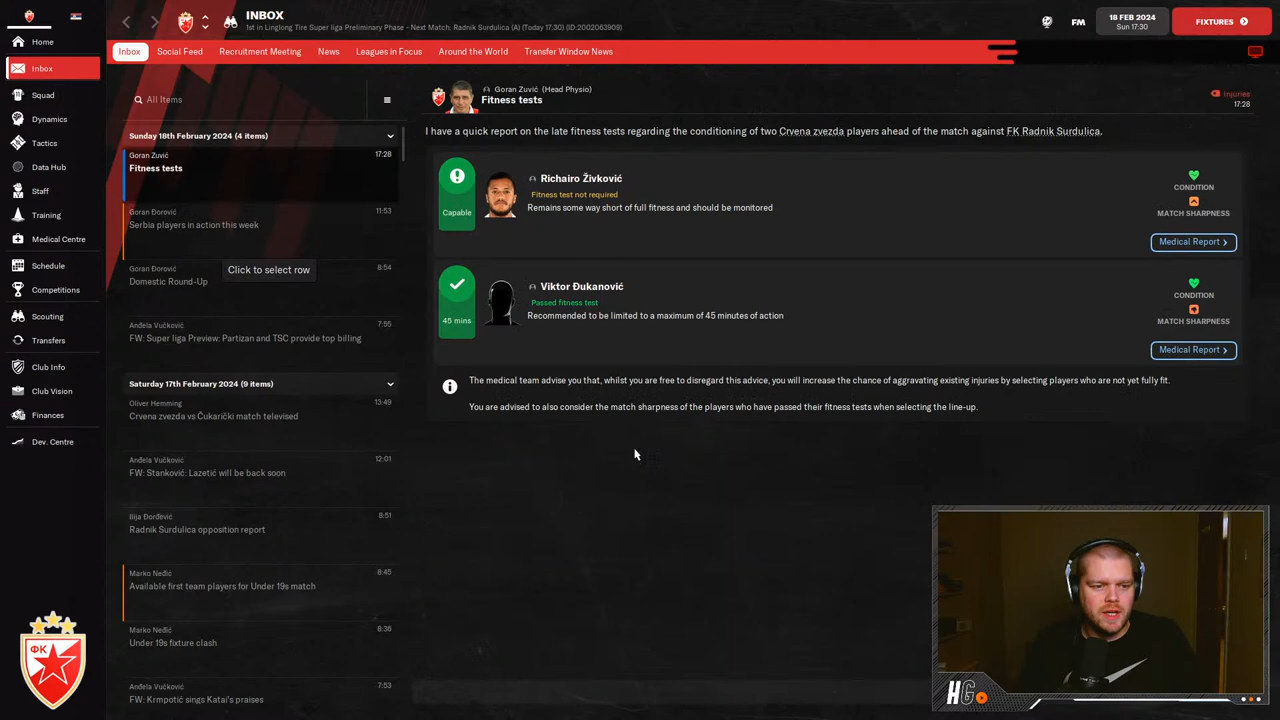 INBOX
1st in Linglong Tire Super liga Preliminary Phase - Next Match: Radnik Surdulica (A) (Today 17:30) (ID:2002063909)
FM
18 FEB 2024
Sun 17:30
FIXTURES
Home
Inbox
Squad
Dynamics
Tactics
Data Hub
Staff
Training
Medical Centre
Schedule
Competitions
Scouting
Transfers
Club Info
Club Vision
Finances
Dev. Centre
ФК
Inbox
Social Feed
Recruitment Meeting
News
Leagues in Focus
Around the World
Transfer Window News
All Items
Sunday 18th February 2024 (4 items)
Goran Zuvić 17:28
Fitness tests
Goran Đorović 11:53
Serbia players in action this week
Goran Đorović 8:54
Domestic Round-Up
Click to select row
Anđela Vučković 7:55
FW: Super liga Preview: Partizan and TSC provide top billing
Saturday 17th February 2024 (9 items)
Oliver Hemming 13:49
Crvena zvezda vs Čukarički match televised
Anđela Vučković 12:01
FW: Stanković: Lazetić will be back soon
Ilija Đorđević 8:51
Radnik Surdulica opposition report
Marko Neđić 8:45
Available first team players for Under 19s match
Marko Neđić 8:36
Under 19s fixture clash
Anđela Vučković 7:53
FW: Krmpotić sings Katai's praises
Goran Zuvić (Head Physio)
Fitness tests
Injuries
17:28
I have a quick report on the late fitness tests regarding the conditioning of two Crvena zvezda players ahead of the match against FK Radnik Surdulica.
Capable
Richairo Živković
Fitness test not required
Remains some way short of full fitness and should be monitored
CONDITION
MATCH SHARPNESS
Medical Report
45 mins
Viktor Đukanović
Passed fitness test
Recommended to be limited to a maximum of 45 minutes of action
CONDITION
MATCH SHARPNESS
Medical Report
The medical team advise you that, whilst you are free to disregard this advice, you will increase the chance of aggravating existing injuries by selecting players who are not yet fully fit.
You are advised to also consider the match sharpness of the players who have passed their fitness tests when selecting the line-up.
HG